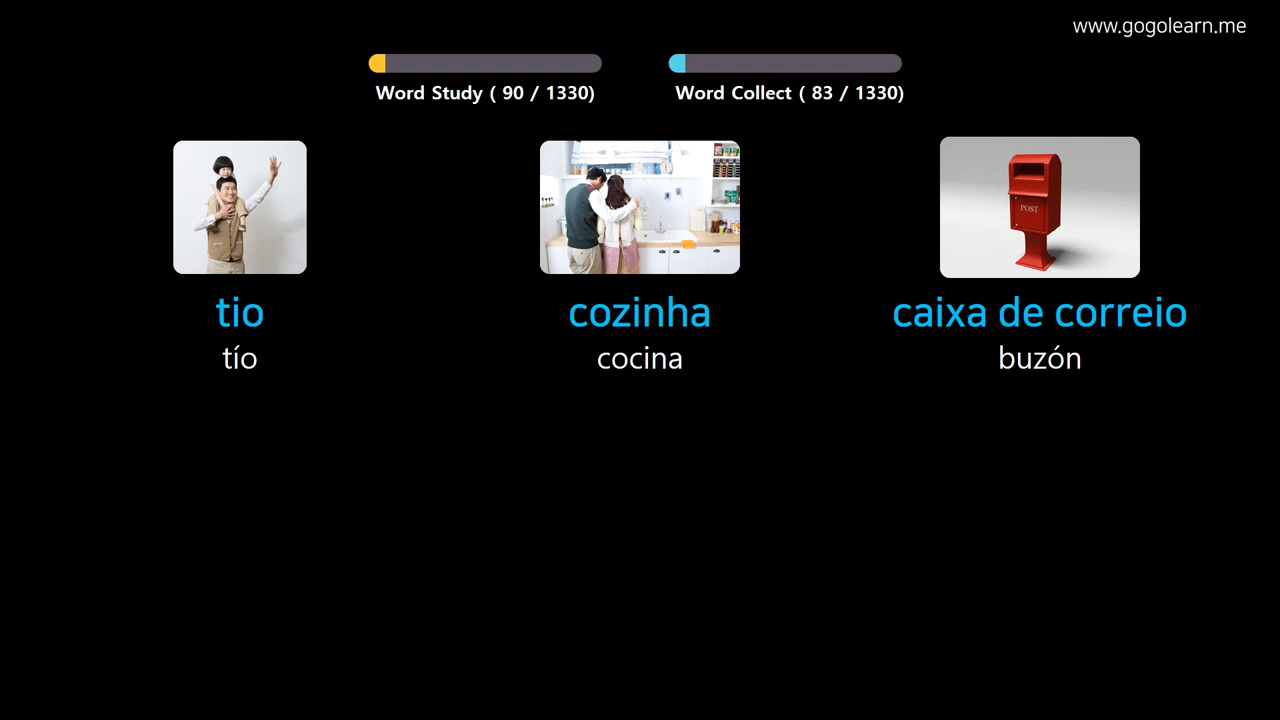 www.gogolearn.me
Word Study ( 90 / 1330)
Word Collect ( 83 / 1330)
POST
tio
cozinha
caixa de correio
tío
cocina
buzón